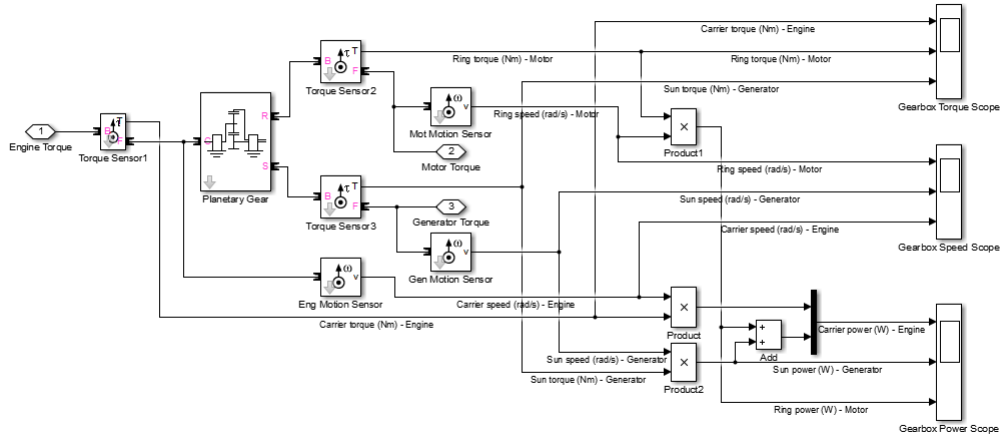 Carrier torque (Nm) - Engine
Ring torque (Nm) - Motor
Ring torque (Nm) - Motor
Sun torque (Nm) - Generator
Gearbox Torque Scope
τ T
B
F
Torque Sensor2
ω
v
Mot Motion Sensor
Ring speed (rad/s) - Motor
×
Product1
1
Engine Torque
T
B
F
Torque Sensor1
C
R
S
Planetary Gear
2
Motor Torque
Ring speed (rad/s) - Motor
Sun speed (rad/s) - Generator
Carrier speed (rad/s) - Engine
Gearbox Speed Scope
τ T
B
F
Torque Sensor3
3
Generator Torque
ω
v
Gen Motion Sensor
ω
v
Eng Motion Sensor
Carrier speed (rad/s) - Engine
Carrier torque (Nm) - Engine
×
Product
+
+
Add
Carrier power (W) - Engine
Sun speed (rad/s) - Generator
Sun torque (Nm) - Generator
×
Product2
Sun power (W) - Generator
Ring power (W) - Motor
Gearbox Power Scope